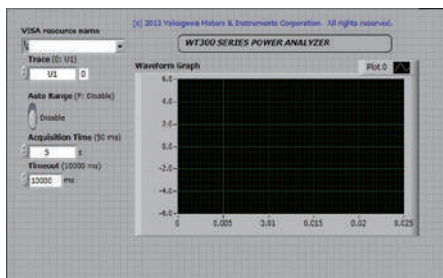 (c) 2013 Yokogawa Meters & Instruments Corporation. All rights reserved.
VISA resource name
WT300 SERIES POWER ANALYZER
Trace (0: U1)
U1 0
Waveform Graph
Plot 0
Auto Range (F: Disable)
Disable
Acquisition Time (50 ms)
5 s
Timeout (10000 ms)
10000 ms
6.0
4.0
2.0
0.0
-2.0
-4.0
-6.0
0 0.005 0.01 0.015 0.02 0.025